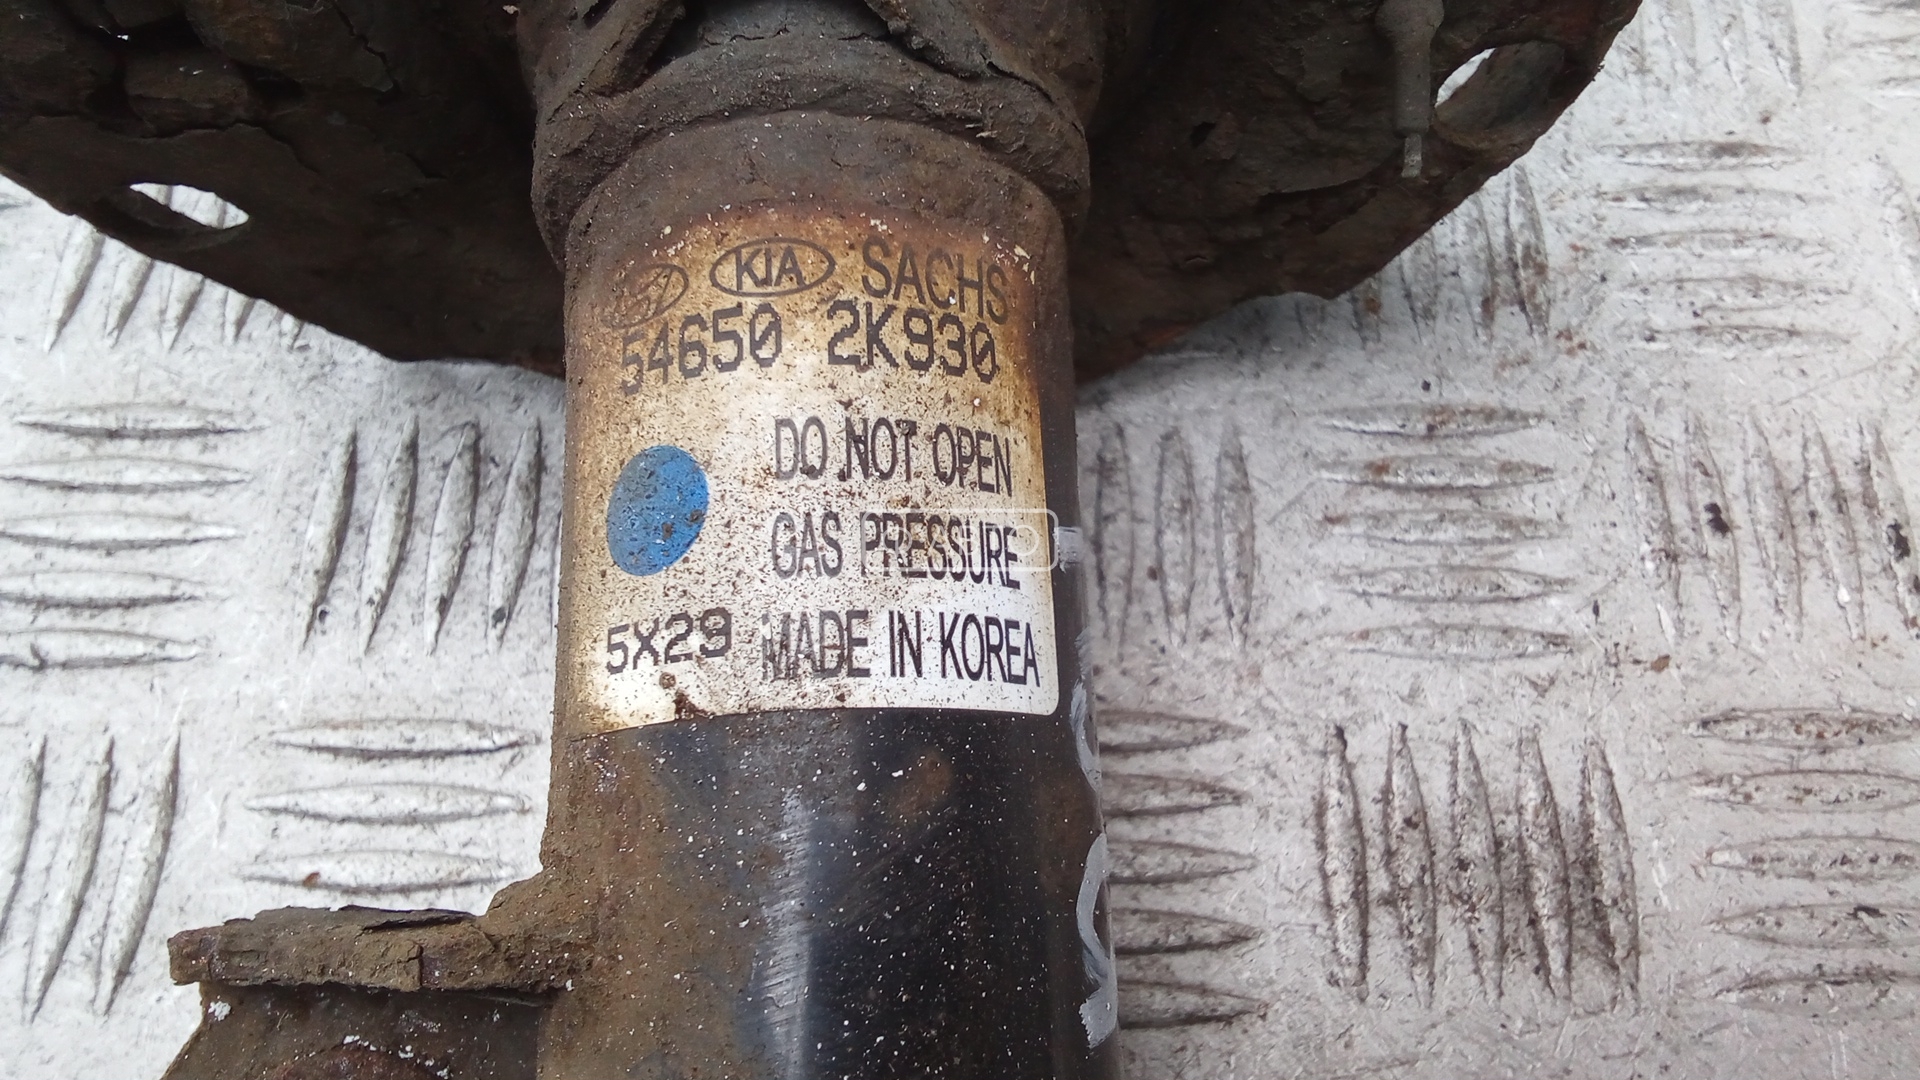 KIA SACHS
54650 2K930
DO NOT OPEN
GAS PRESSURE
5X29 MADE IN KOREA